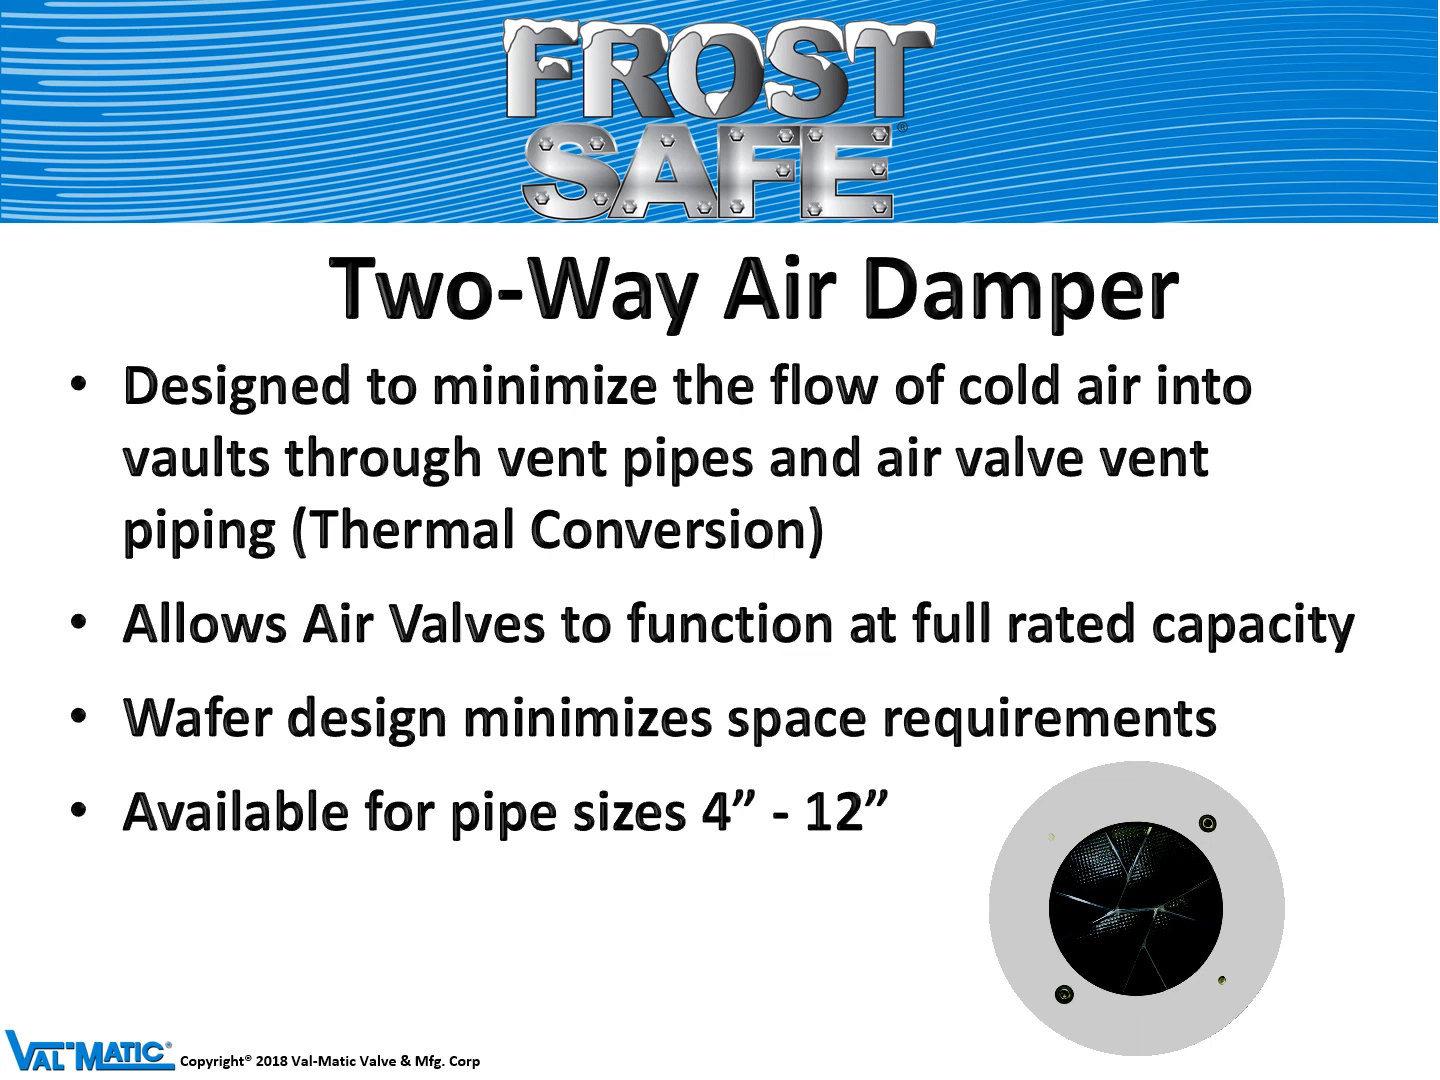 FROST
SAFE®
Two-Way Air Damper
• Designed to minimize the flow of cold air into
vaults through vent pipes and air valve vent
piping (Thermal Conversion)
• Allows Air Valves to function at full rated capacity
• Wafer design minimizes space requirements
• Available for pipe sizes 4” - 12”
VAL-MATIC® Copyright® 2018 Val-Matic Valve & Mfg. Corp